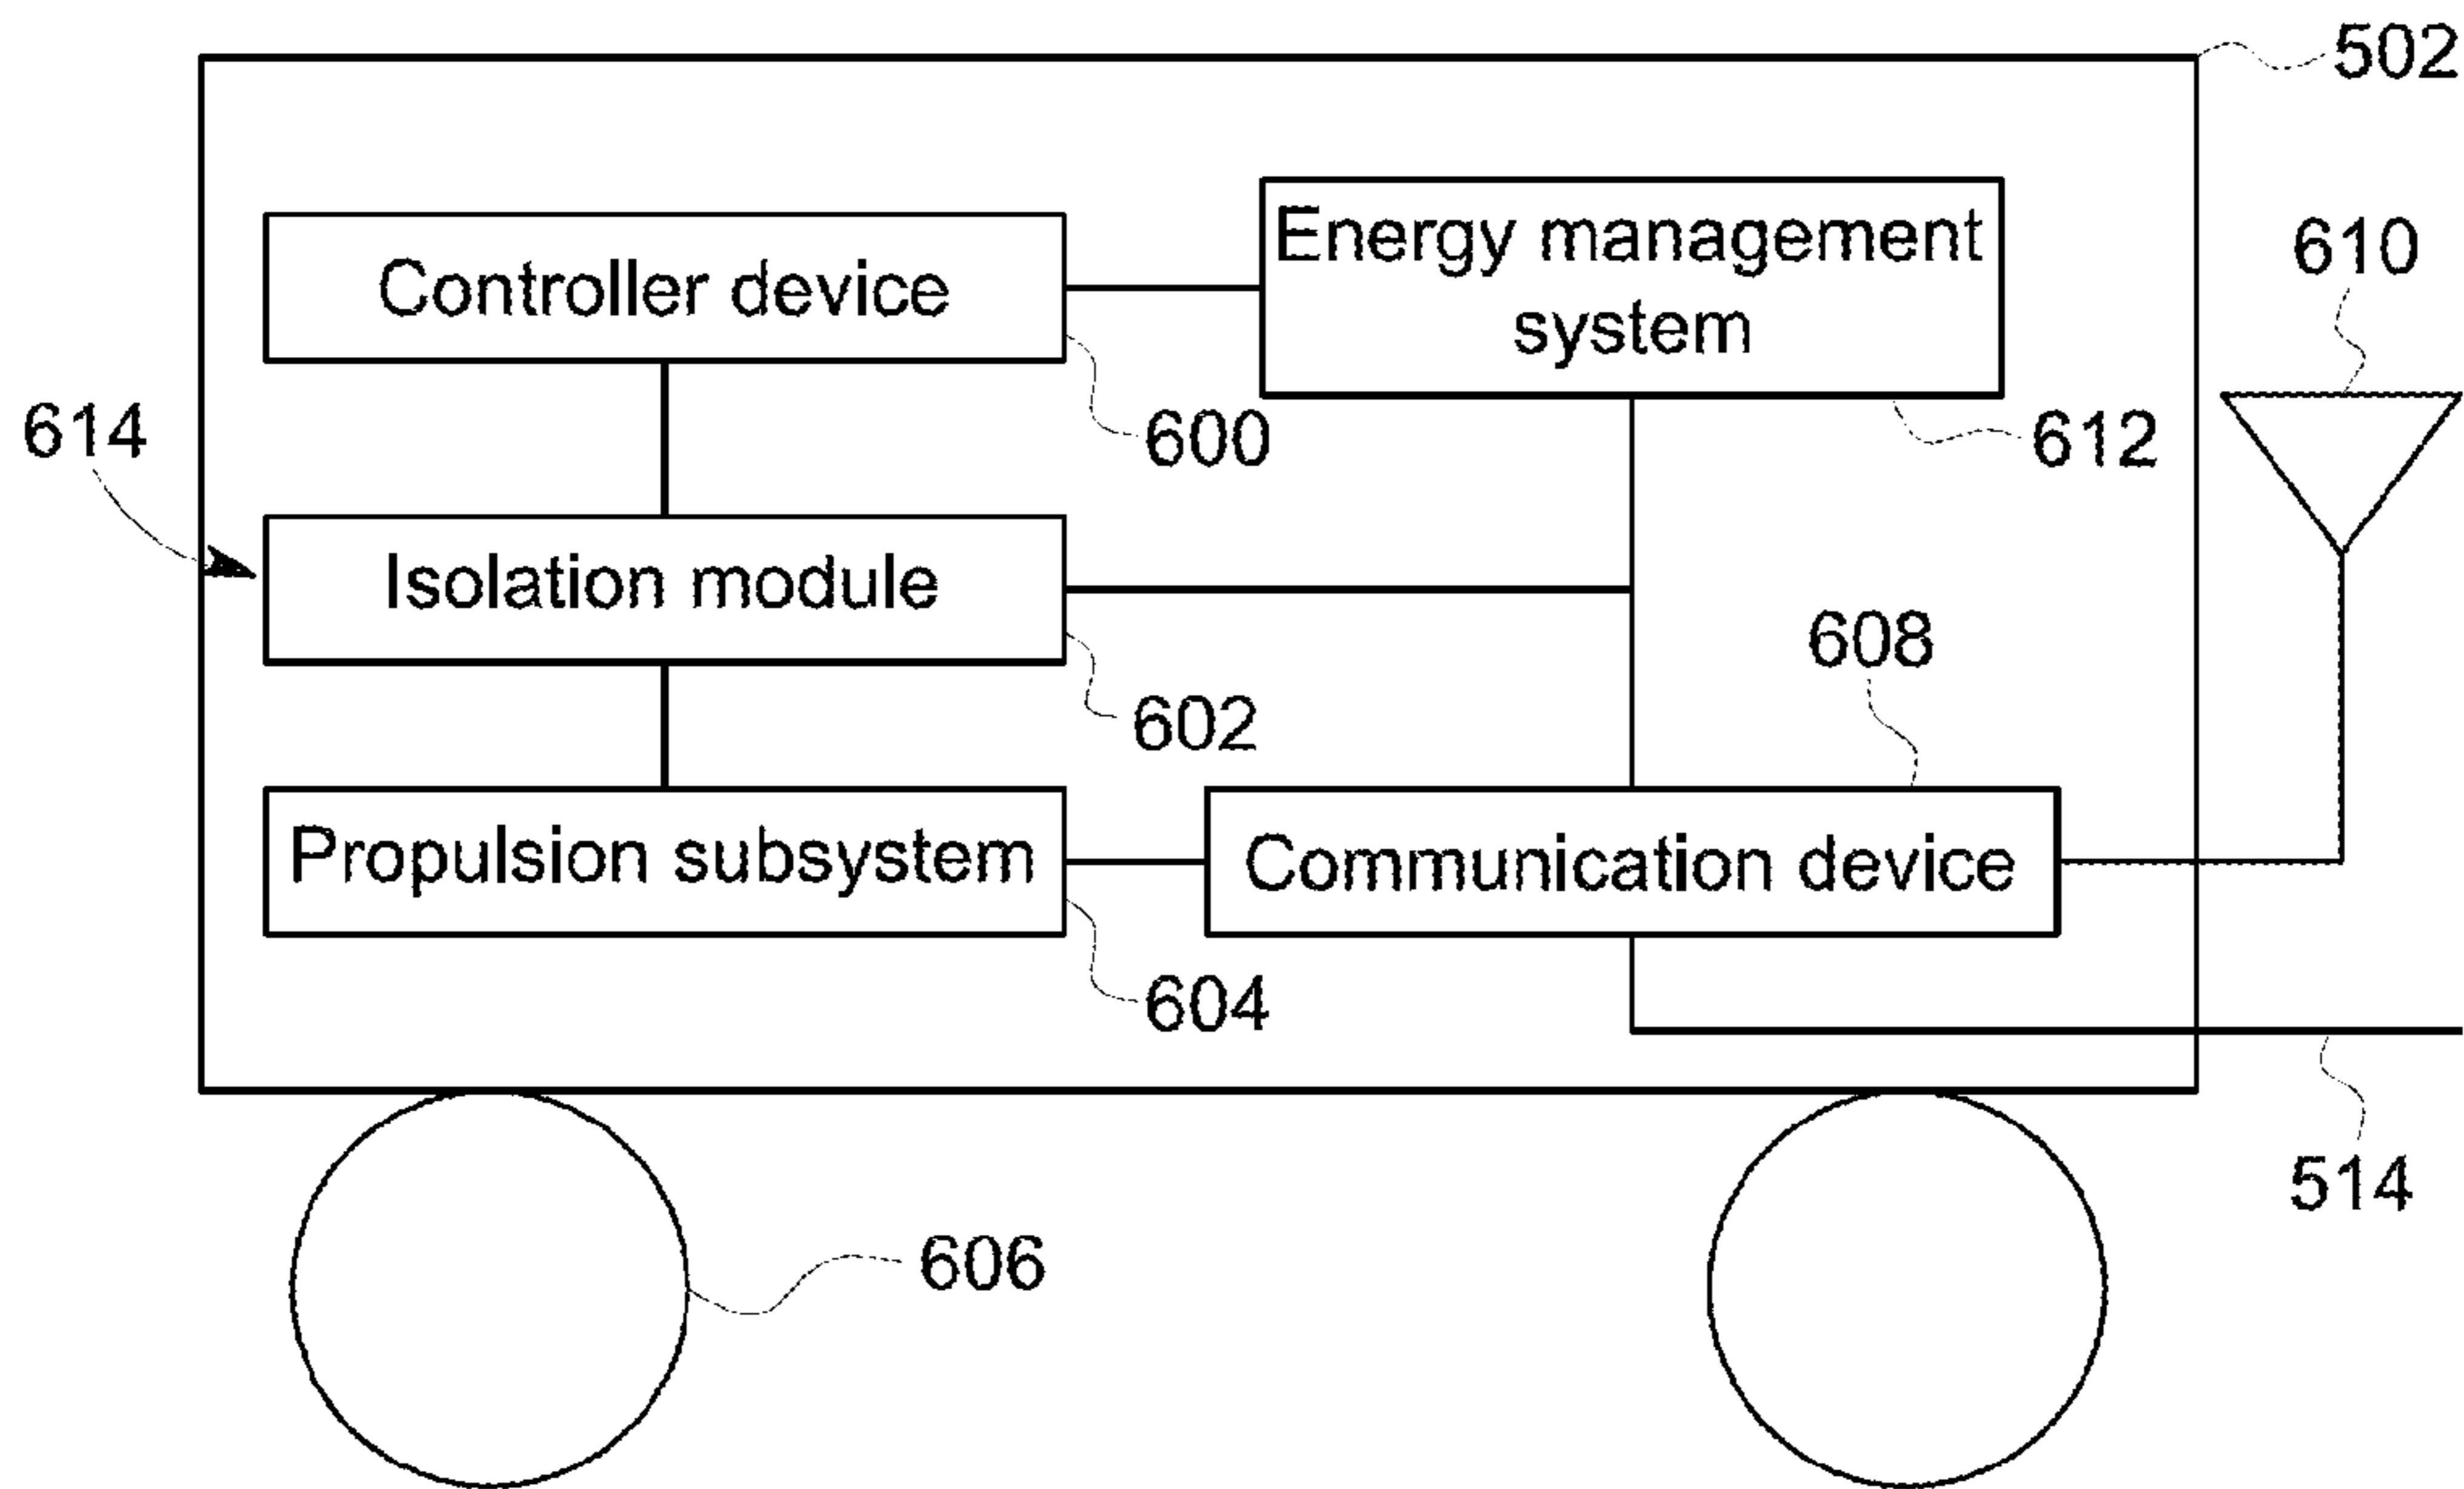 502
Energy management
system
610
Controller device
614
600
612
Isolation module
608
602
Propulsion subsystem
Communication device
604
514
606